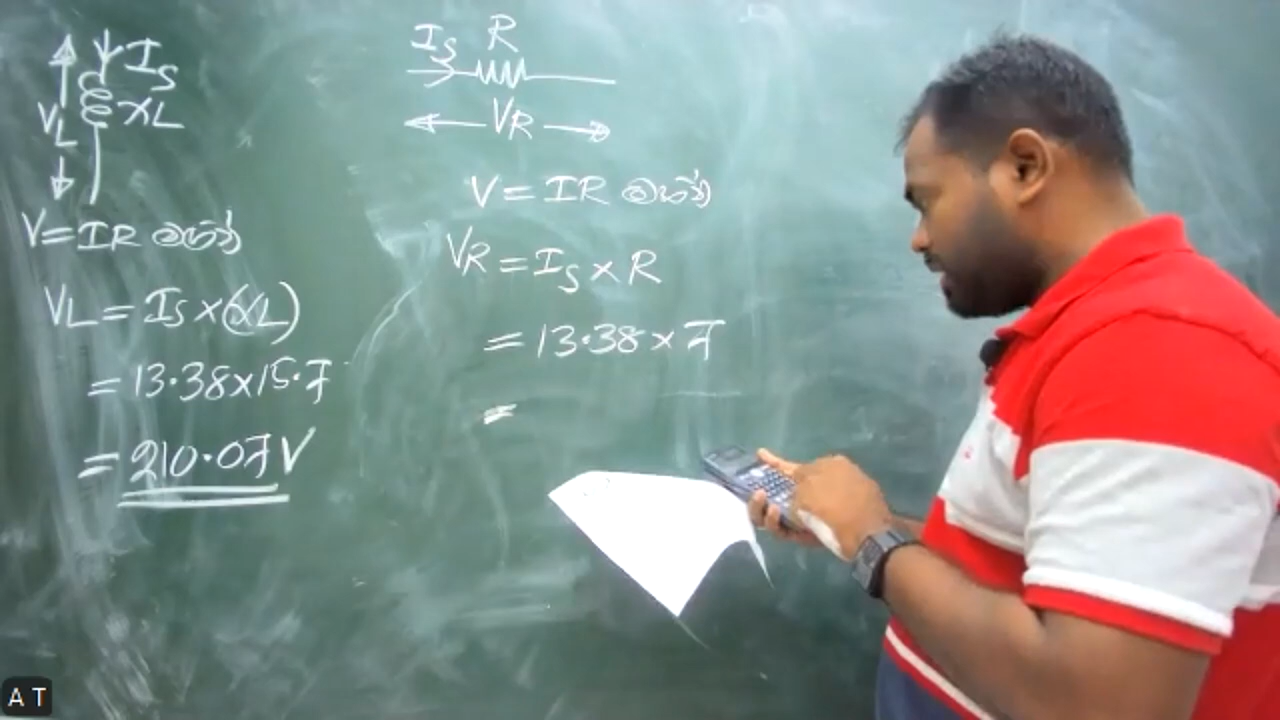 Is
XL
VL
V = IR මගින්
VL = Is × (XL)
= 13.38 × 15.7
= 210.07 V
Is R
VR
V = IR මගින්
VR = Is × R
= 13.38 × 7
=
A T